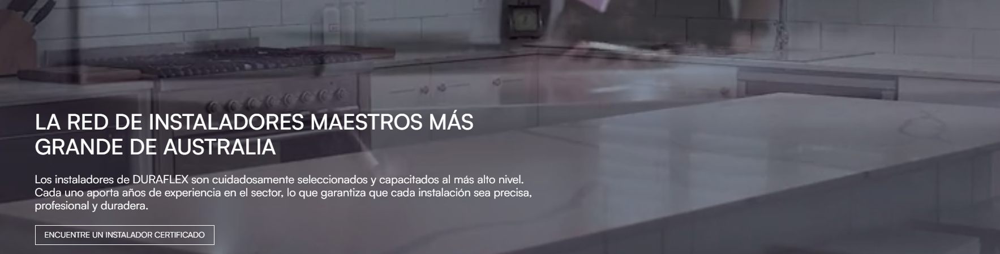 LA RED DE INSTALADORES MAESTROS MÁS
GRANDE DE AUSTRALIA
Los instaladores de DURAFLEX son cuidadosamente seleccionados y capacitados al más alto nivel.
Cada uno aporta años de experiencia en el sector, lo que garantiza que cada instalación sea precisa,
profesional y duradera.
ENCUENTRE UN INSTALADOR CERTIFICADO